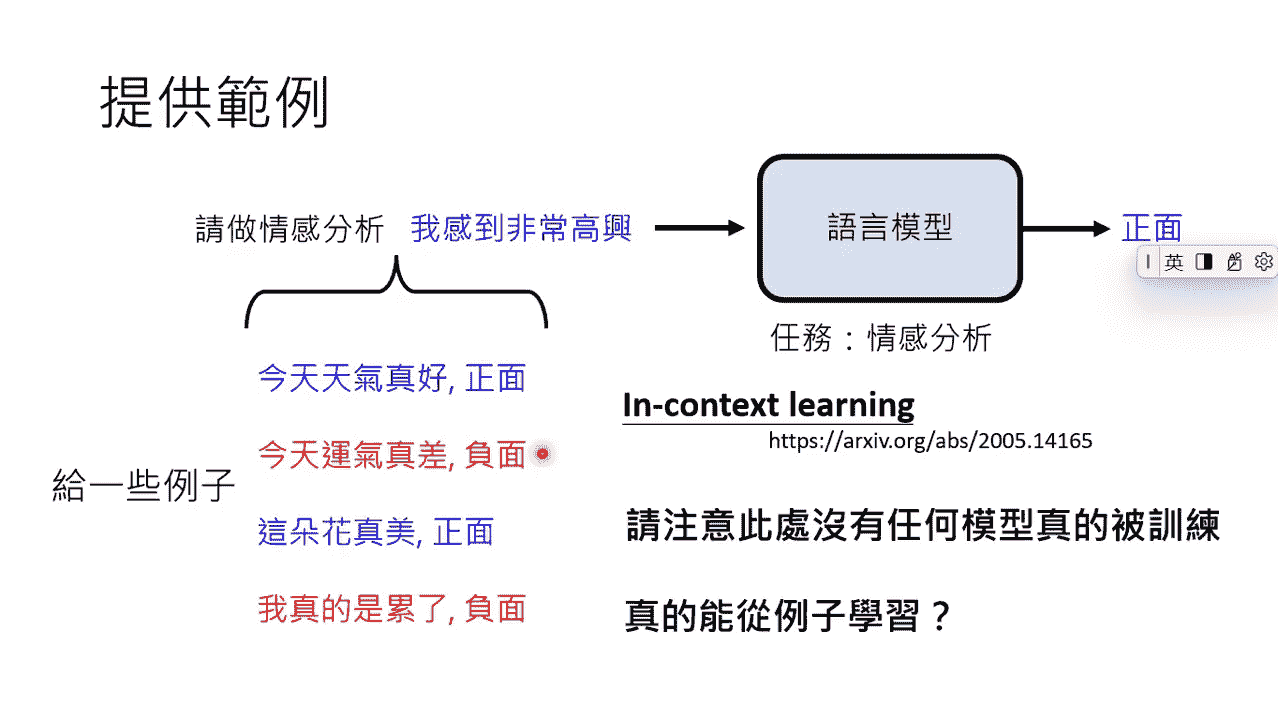 提供範例
請做情感分析 我感到非常高興
語言模型
正面
英
任務：情感分析
今天天氣真好, 正面
今天運氣真差, 負面
給一些例子
這朵花真美, 正面
我真的是累了, 負面
In-context learning
https://arxiv.org/abs/2005.14165
請注意此處沒有任何模型真的被訓練
真的能從例子學習？